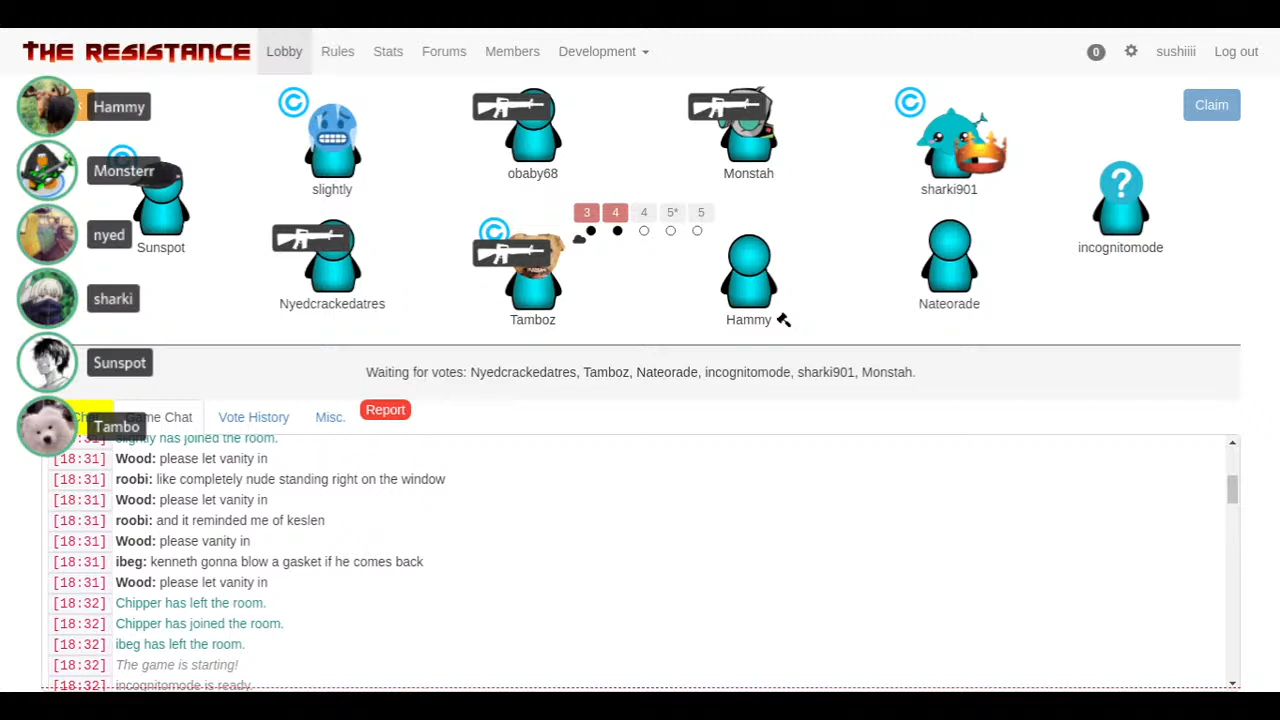 THE RESISTANCE Lobby Rules Stats Forums Members Development 0 sushiiii Log out
Hammy
Claim
Monsterr
slightly
obaby68
Monstah
sharki901
3 4 4 5* 5
nyed
Sunspot
incognitomode
sharki
Nyedcrackedatres
Tamboz
Hammy
Nateorade
Sunspot
Waiting for votes: Nyedcrackedatres, Tamboz, Nateorade, incognitomode, sharki901, Monstah.
Tambo
Game Chat Vote History Misc. Report
slightly has joined the room.
[18:31] Wood: please let vanity in
[18:31] roobi: like completely nude standing right on the window
[18:31] Wood: please let vanity in
[18:31] roobi: and it reminded me of keslen
[18:31] Wood: please vanity in
[18:31] ibeg: kenneth gonna blow a gasket if he comes back
[18:31] Wood: please let vanity in
[18:32] Chipper has left the room.
[18:32] Chipper has joined the room.
[18:32] ibeg has left the room.
[18:32] The game is starting!
[18:32] incognitomode is ready.